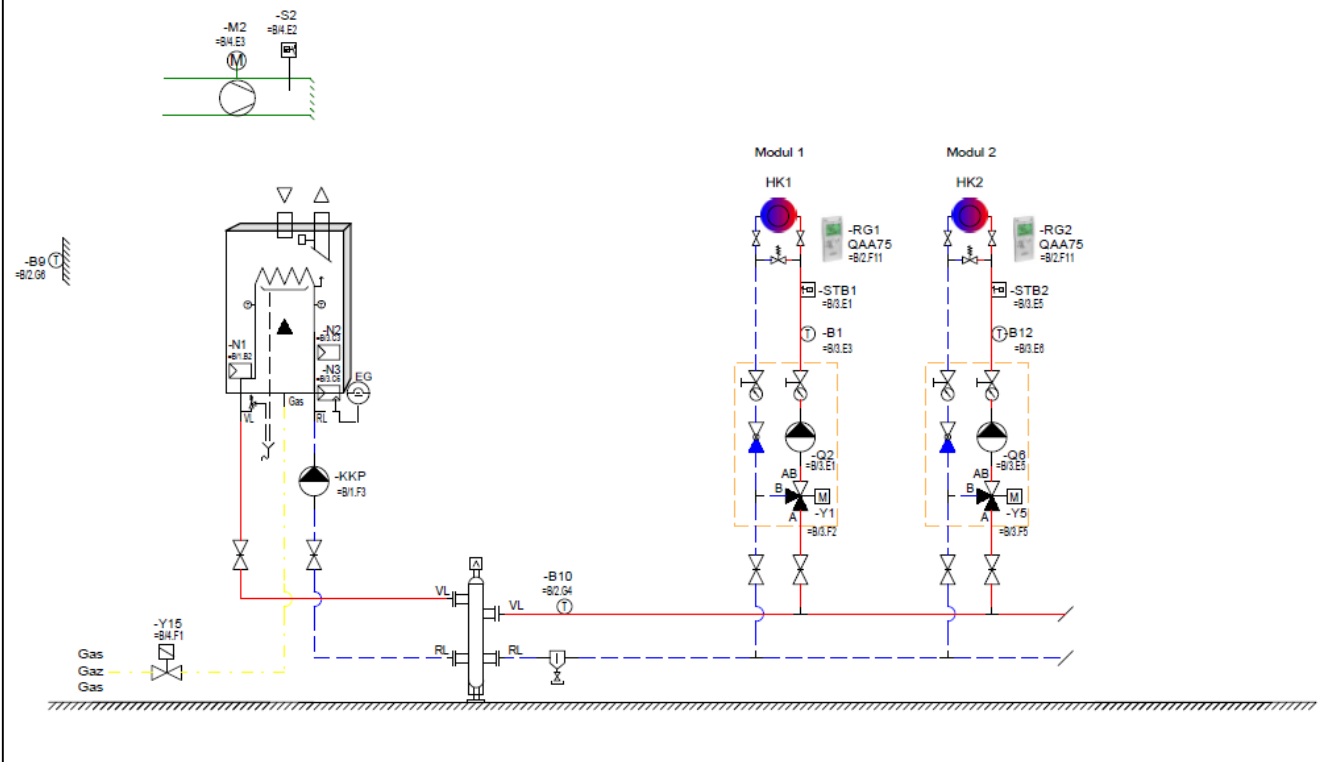 -M2
=B/4.E3
M
-S2
=B/4.E2
Modul 1
HK1
-RG1
QAA75
=B/2.F11
-STB1
=B/3.E1
T
-B1
=B/3.E3
-Q2
=B/3.E1
AB
B
M
A
-Y1
=B/3.F2
Modul 2
HK2
-RG2
QAA75
=B/2.F11
-STB2
=B/3.E5
T
-B12
=B/3.E6
-Q6
=B/3.E5
AB
B
M
A
-Y5
=B/3.F5
-B9
T
=B/2.G6
-N1
=B/1.B2
-N2
=B/3.C3
-N3
=B/3.C6
EG
VL
Gas
RL
-KKP
=B/1.F3
VL
VL
-B10
=B/2.G4
T
RL
RL
-Y15
=B/4.F1
Gas
Gaz
Gas